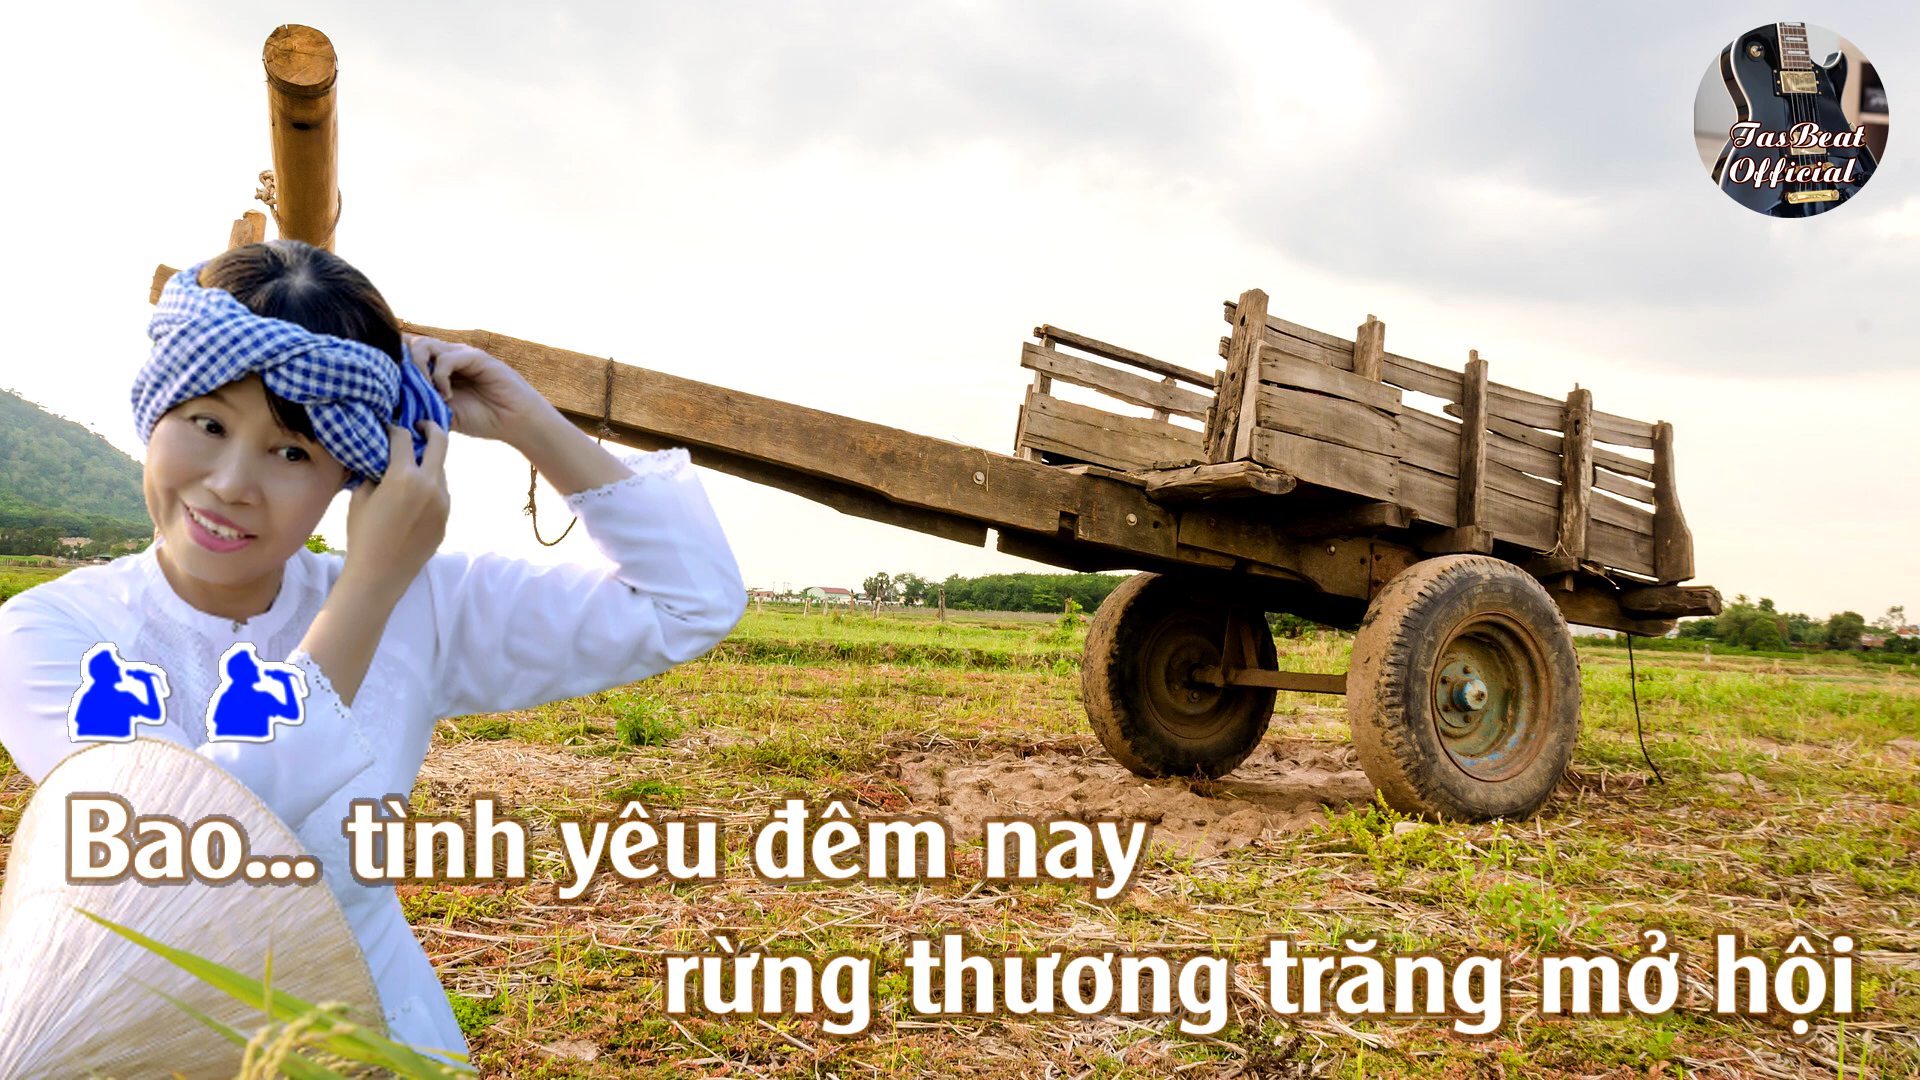 TasBeat
Official
Bao... tình yêu đêm nay
rừng thương trăng mở hội